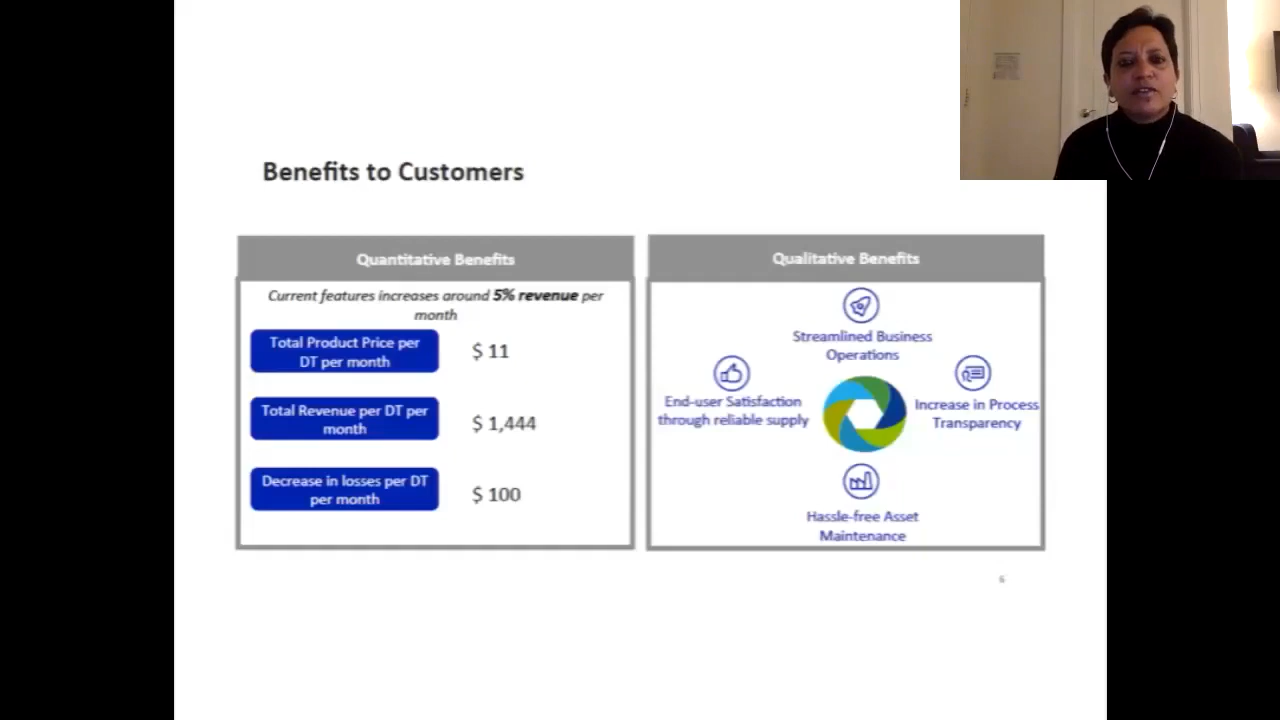 Benefits to Customers
Quantitative Benefits
Current features increases around 5% revenue per
month
Total Product Price per
DT per month
$ 11
Total Revenue per DT per
month
$ 1,444
Decrease in losses per DT
per month
$ 100
Qualitative Benefits
Streamlined Business
Operations
End-user Satisfaction
through reliable supply
Increase in Process
Transparency
Hassle-free Asset
Maintenance
6